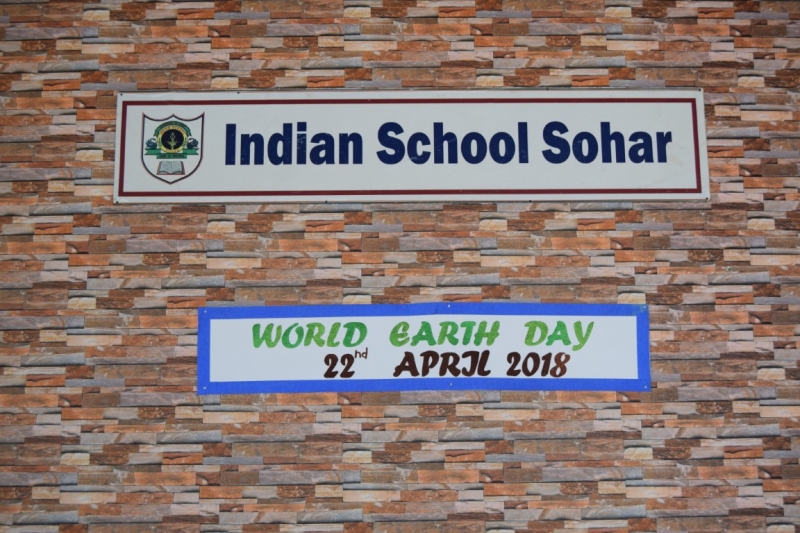 Indian School Sohar
WORLD EARTH DAY
22nd APRIL 2018